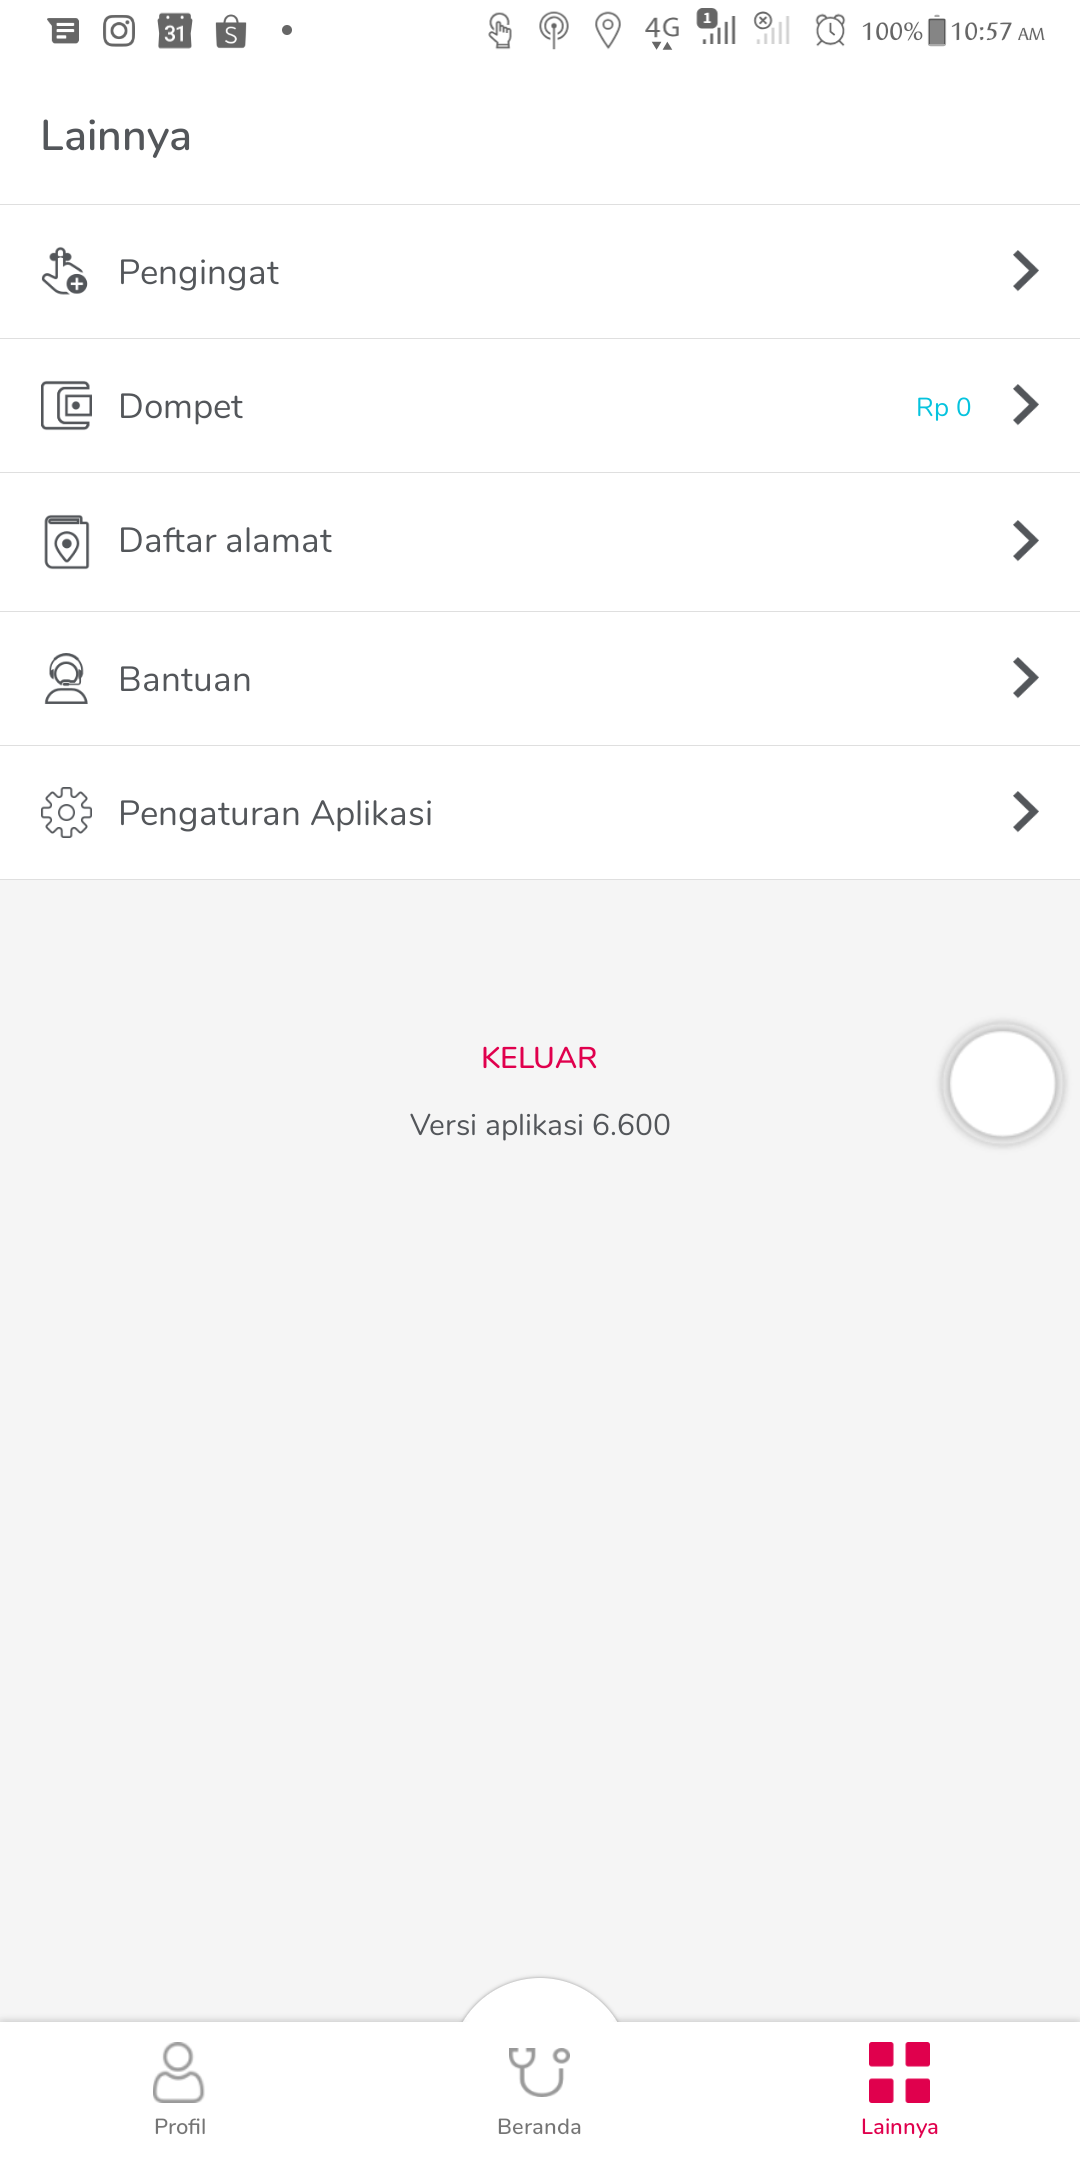 31 S 4G 1 100% 10:57 AM
Lainnya
Pengingat
Dompet Rp 0
Daftar alamat
Bantuan
Pengaturan Aplikasi
KELUAR
Versi aplikasi 6.600
Profil Beranda Lainnya